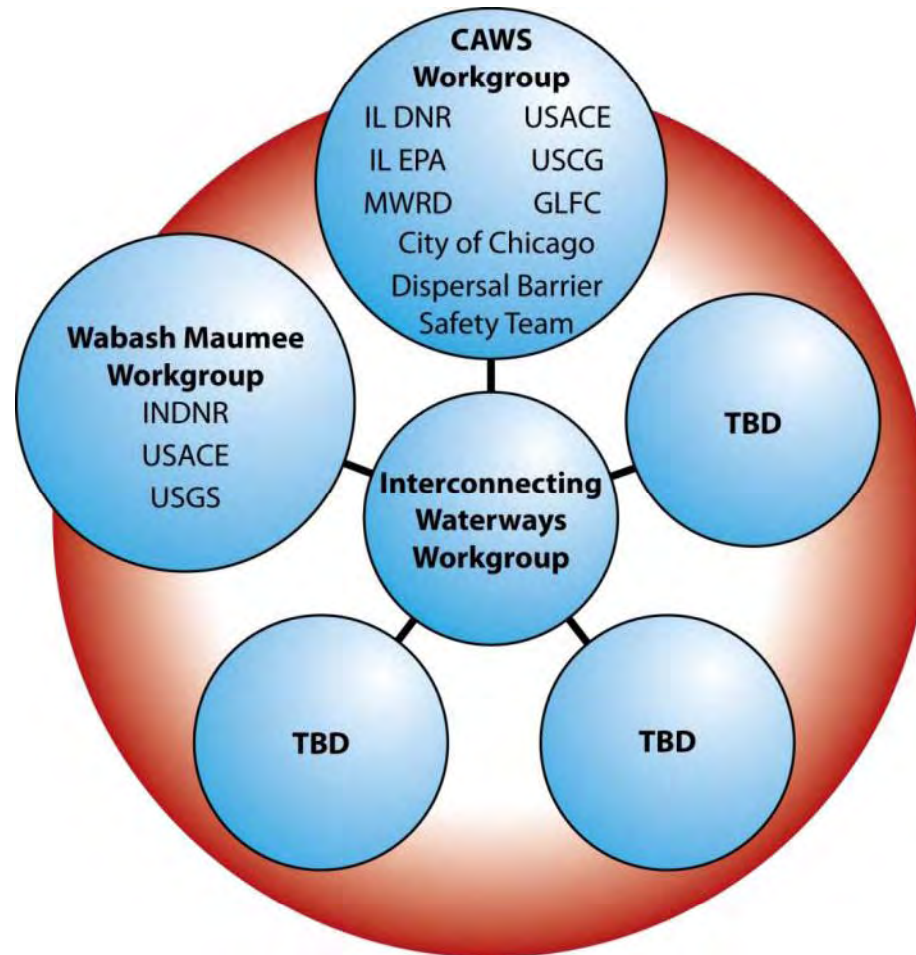 CAWS
Workgroup
IL DNR USACE
IL EPA USCG
MWRD GLFC
City of Chicago
Dispersal Barrier
Safety Team
Wabash Maumee
Workgroup
INDNR
USACE
USGS
TBD
Interconnecting
Waterways
Workgroup
TBD
TBD